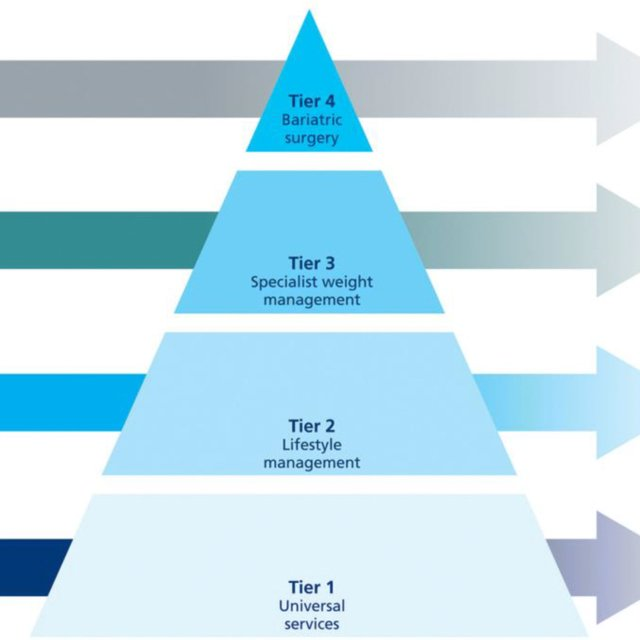 Tier 4
Bariatric
surgery
Tier 3
Specialist weight
management
Tier 2
Lifestyle
management
Tier 1
Universal
services